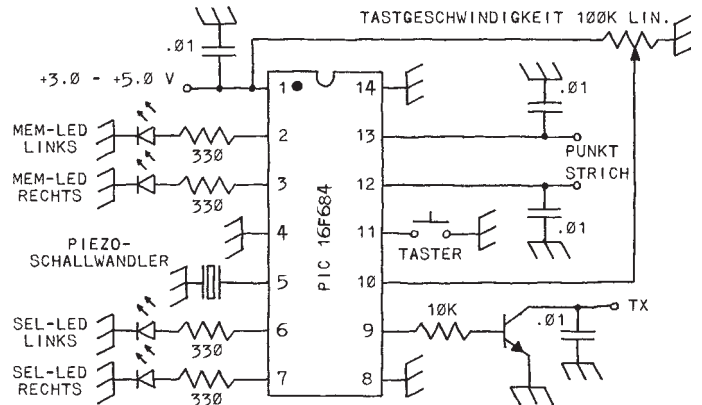 TASTGESCHWINDIGKEIT 100K LIN.
.01
+3.0 - +5.0 V
1
14
.01
MEM-LED
LINKS
330
2
13
PUNKT
MEM-LED
RECHTS
330
3
12
STRICH
.01
4
11
TASTER
PIEZO-
SCHALLWANDLER
5
10
PIC 16F684
SEL-LED
LINKS
330
6
9
10K
TX
.01
SEL-LED
RECHTS
330
7
8